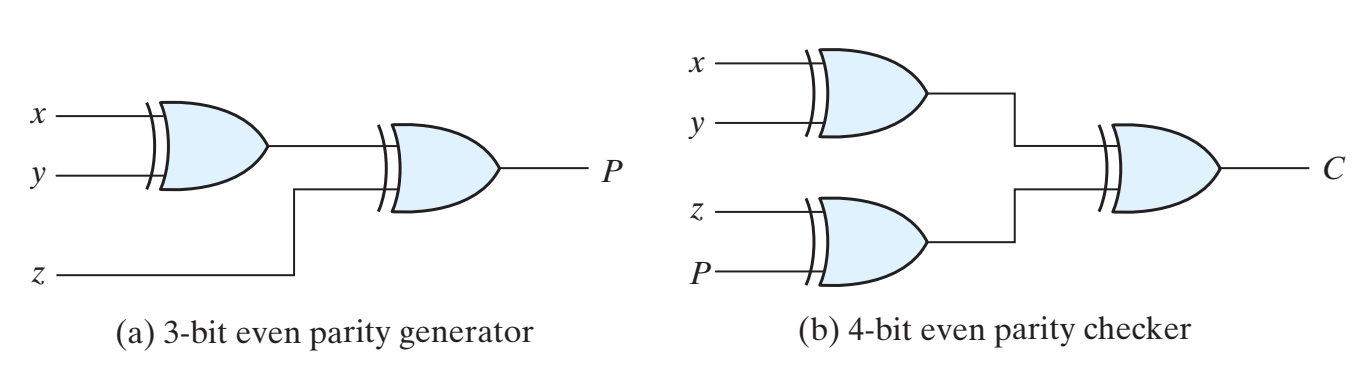 x
y
z
P
(a) 3-bit even parity generator
x
y
z
P
C
(b) 4-bit even parity checker